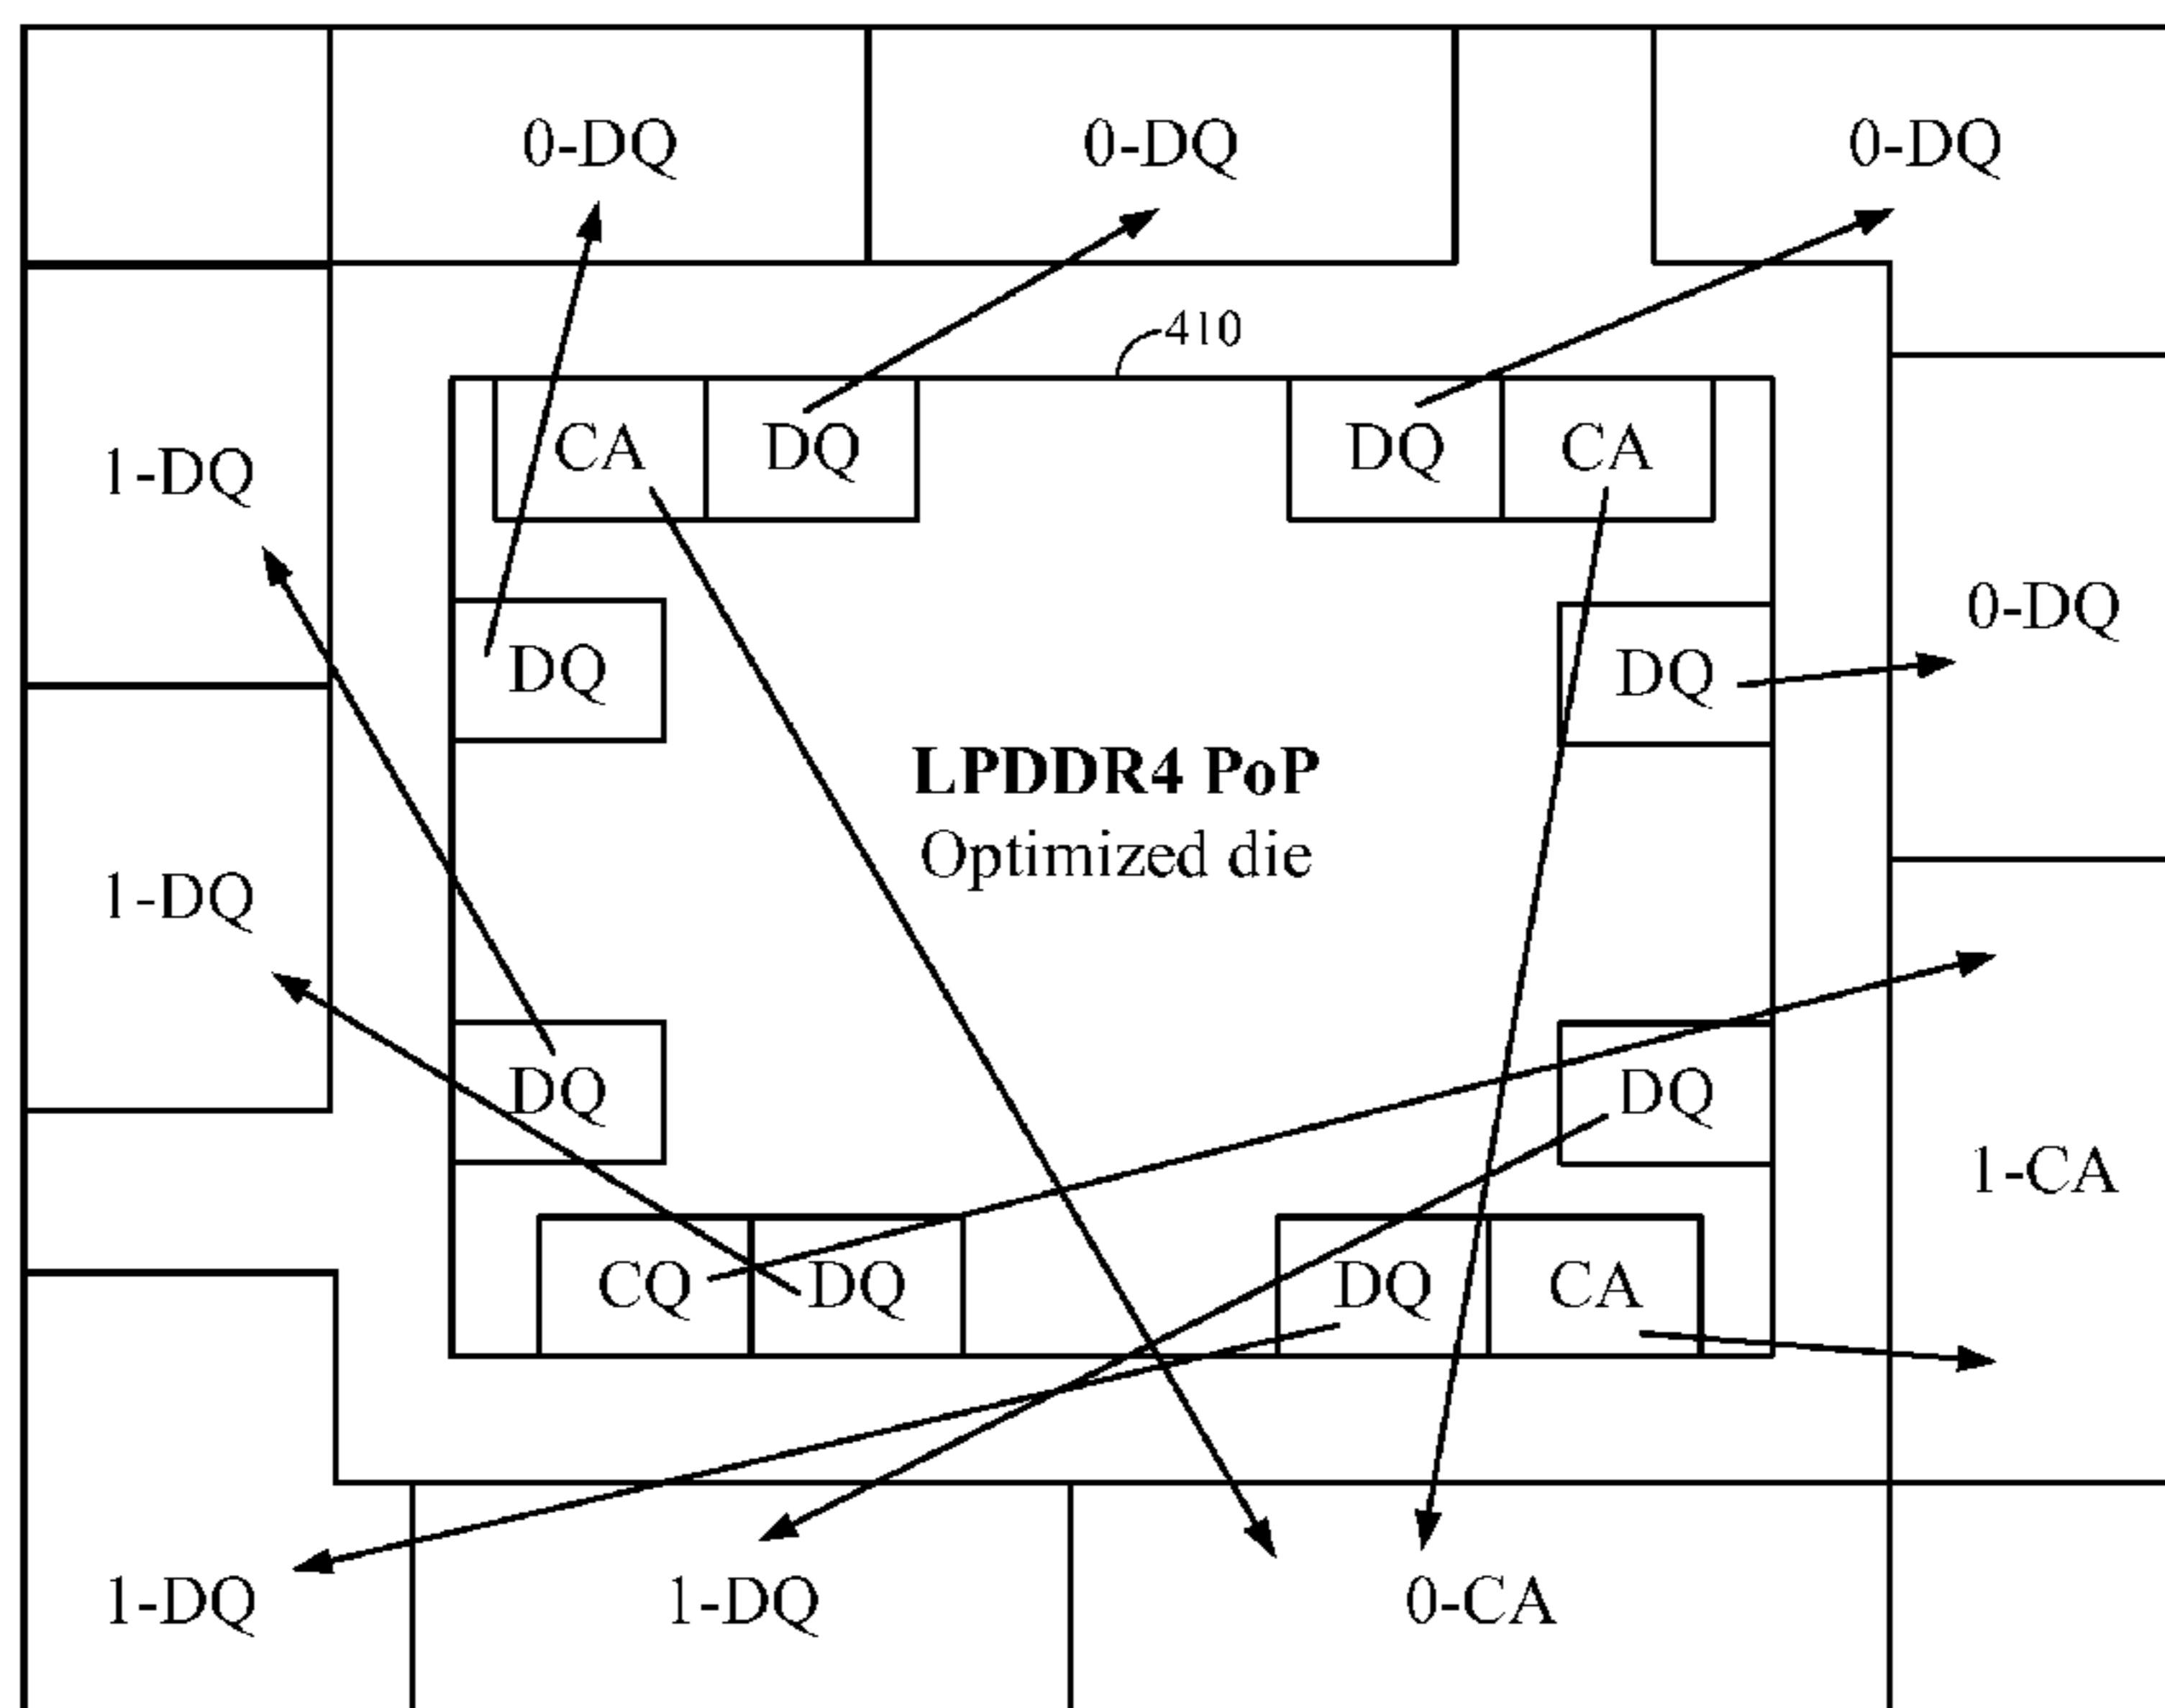 0-DQ
0-DQ
0-DQ
410
CA
DQ
DQ
CA
1-DQ
0-DQ
DQ
DQ
LPDDR4 PoP
Optimized die
1-DQ
DQ
DQ
1-CA
CQ
DQ
DQ
CA
1-DQ
1-DQ
0-CA